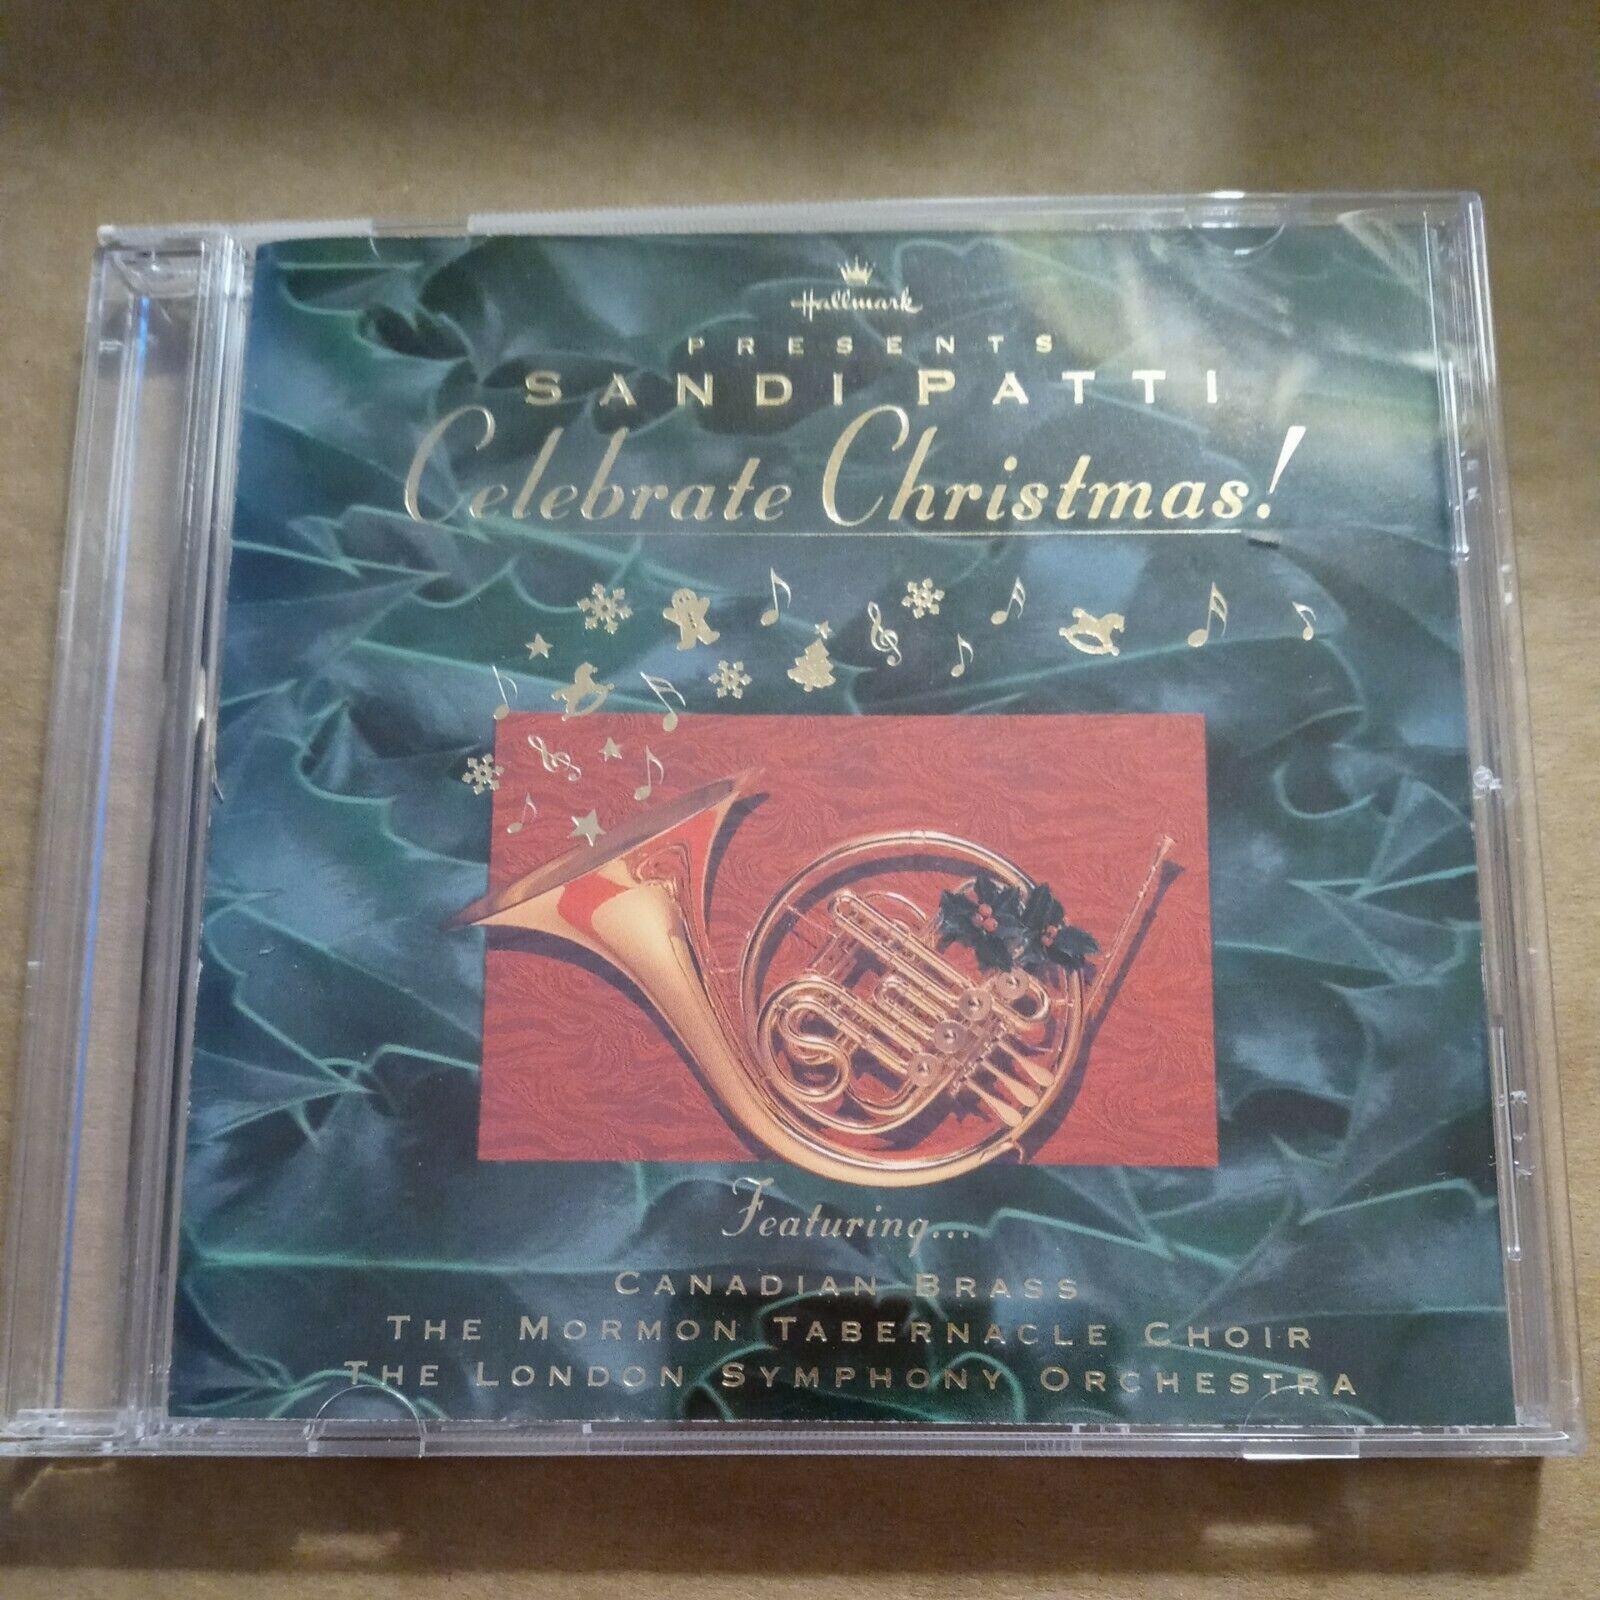 Hallmark
PRESENTS
SANDI PATTI
Celebrate Christmas!
Featuring...
CANADIAN BRASS
THE MORMON TABERNACLE CHOIR
THE LONDON SYMPHONY ORCHESTRA